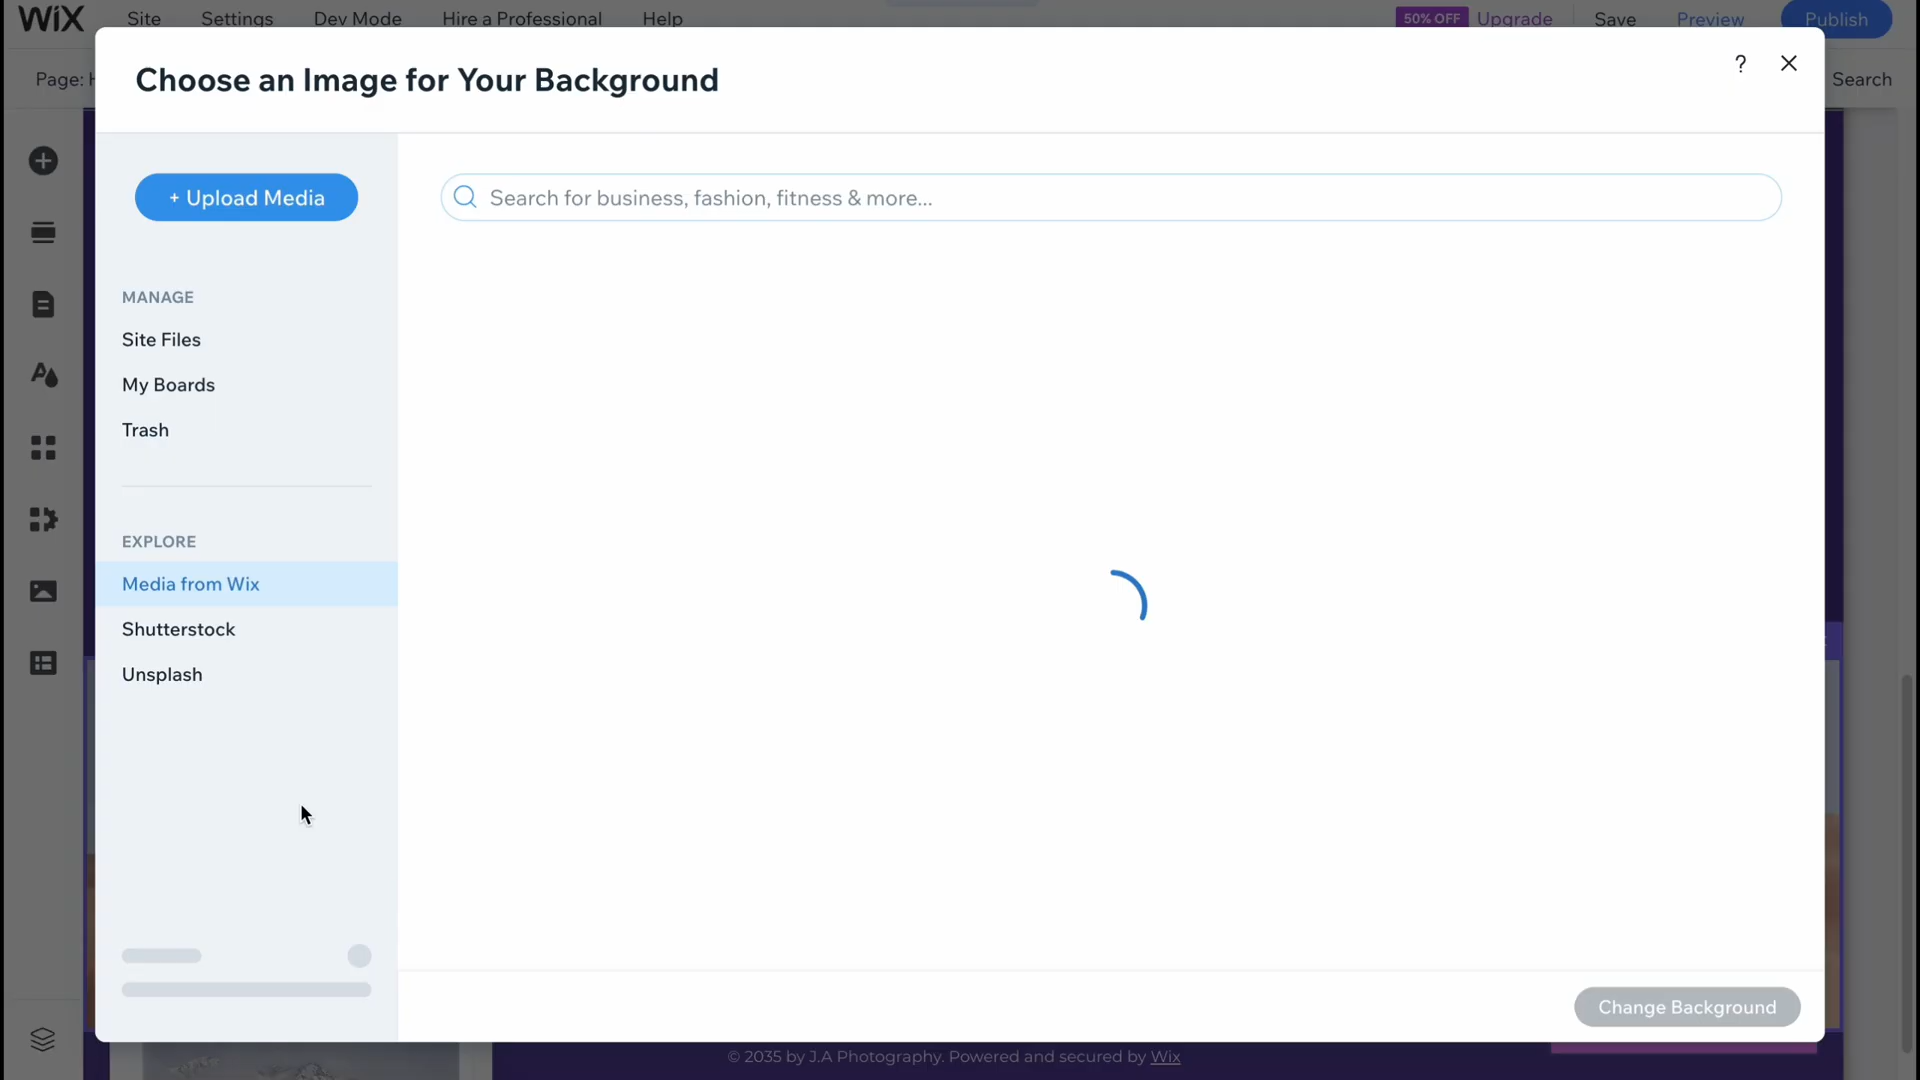 WiX Site Settings Dev Mode Hire a Professional Help 50% OFF Upgrade Save Preview Publish
Page: H
Search
Choose an Image for Your Background
? 
+ Upload Media
Search for business, fashion, fitness & more...
MANAGE
Site Files
My Boards
Trash
EXPLORE
Media from Wix
Shutterstock
Unsplash
Change Background
© 2035 by J.A Photography. Powered and secured by Wix